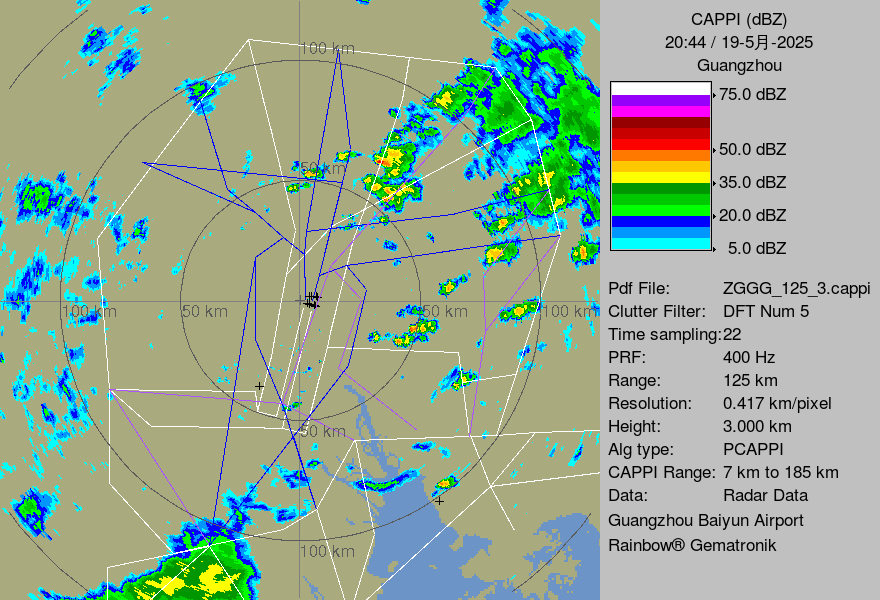 CAPPI (dBZ)
20:44 / 19-5月-2025
Guangzhou
75.0 dBZ
50.0 dBZ
35.0 dBZ
20.0 dBZ
5.0 dBZ
Pdf File: ZGGG_125_3.cappi
Clutter Filter: DFT Num 5
Time sampling:22
PRF: 400 Hz
Range: 125 km
Resolution: 0.417 km/pixel
Height: 3.000 km
Alg type: PCAPPI
CAPPI Range: 7 km to 185 km
Data: Radar Data
Guangzhou Baiyun Airport
Rainbow® Gematronik
100 km
50 km
100 km
50 km
50 km
100 km
50 km
100 km